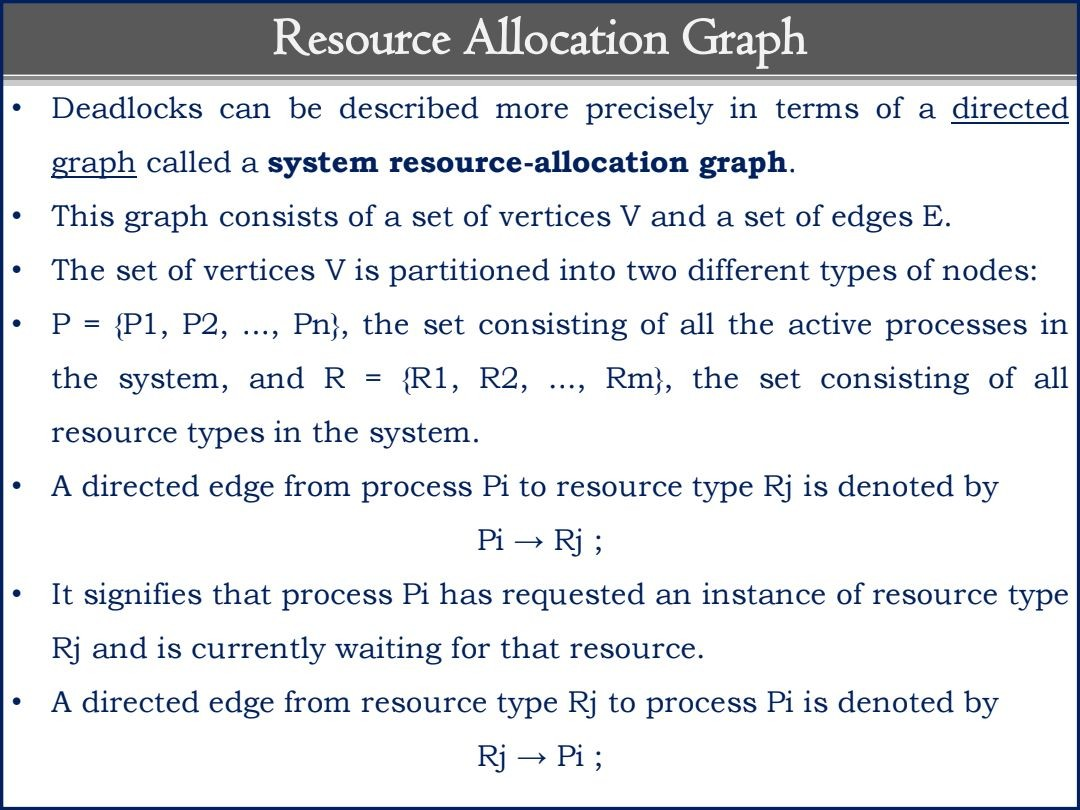 Resource Allocation Graph
• Deadlocks can be described more precisely in terms of a directed
graph called a system resource-allocation graph.
• This graph consists of a set of vertices V and a set of edges E.
• The set of vertices V is partitioned into two different types of nodes:
• P = {P1, P2, ..., Pn}, the set consisting of all the active processes in
the system, and R = {R1, R2, ..., Rm}, the set consisting of all
resource types in the system.
• A directed edge from process Pi to resource type Rj is denoted by
Pi → Rj ;
• It signifies that process Pi has requested an instance of resource type
Rj and is currently waiting for that resource.
• A directed edge from resource type Rj to process Pi is denoted by
Rj → Pi ;